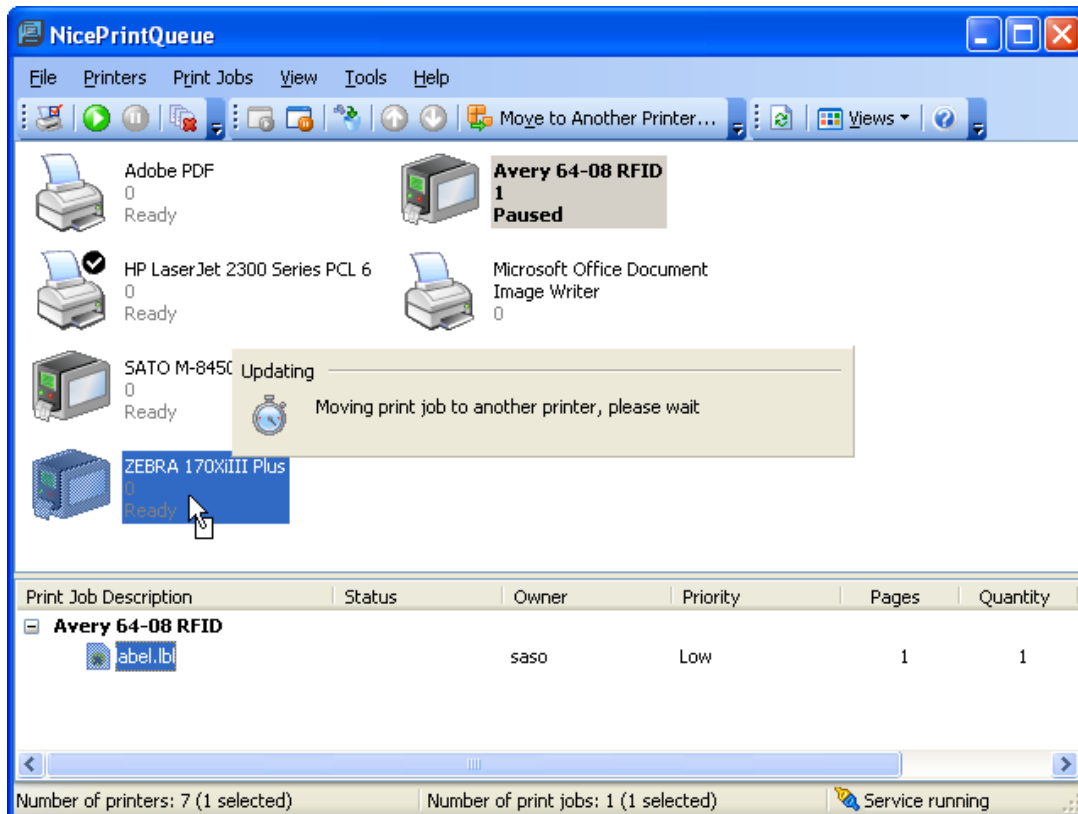 NicePrintQueue
File Printers Print Jobs View Tools Help
Move to Another Printer... Views
Adobe PDF
0
Ready
Avery 64-08 RFID
1
Paused
HP LaserJet 2300 Series PCL 6
0
Ready
Microsoft Office Document
Image Writer
0
SATO M-8450
0
Ready
Updating
Moving print job to another printer, please wait
ZEBRA 170XiIII Plus
0
Ready
Print Job Description Status Owner Priority Pages Quantity
Avery 64-08 RFID
label.lbl saso Low 1 1
Number of printers: 7 (1 selected) Number of print jobs: 1 (1 selected) Service running